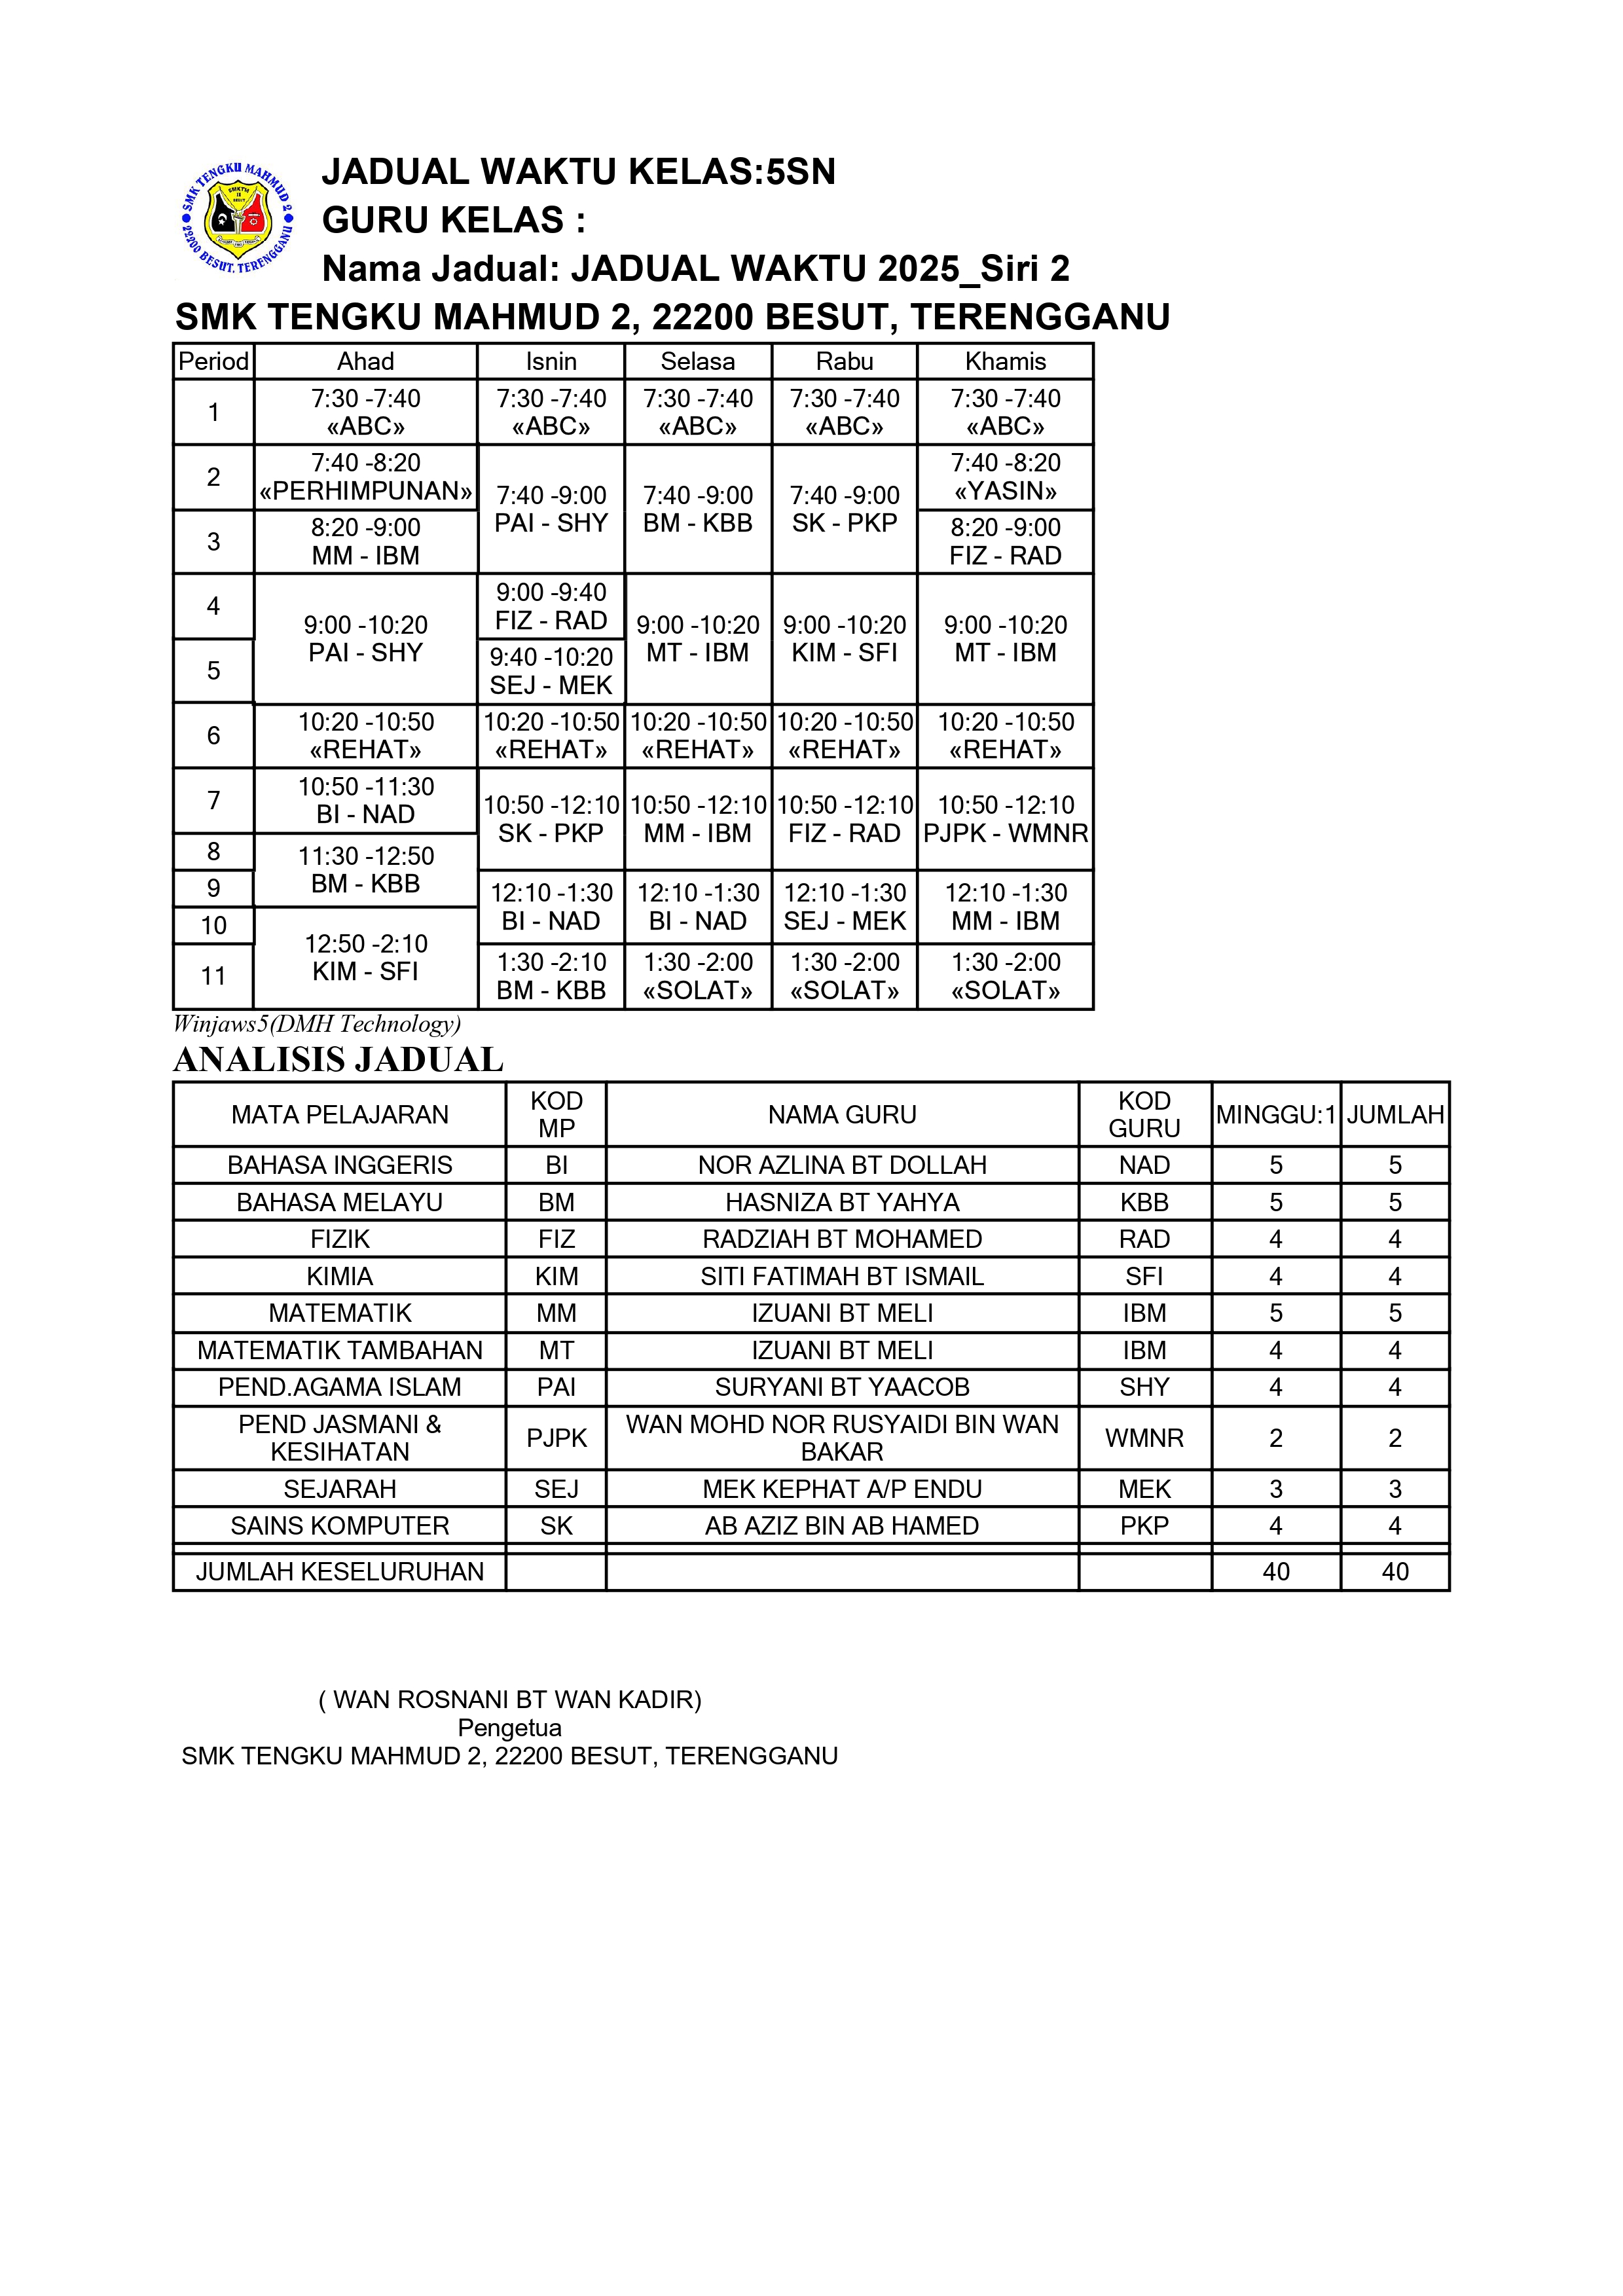 SMK TENGKU MAHMUD 2
22200 BESUT, TERENGGANU
JADUAL WAKTU KELAS:5SN
GURU KELAS :
Nama Jadual: JADUAL WAKTU 2025_Siri 2
SMK TENGKU MAHMUD 2, 22200 BESUT, TERENGGANU
Period Ahad Isnin Selasa Rabu Khamis
1 7:30 -7:40 7:30 -7:40 7:30 -7:40 7:30 -7:40 7:30 -7:40
«ABC» «ABC» «ABC» «ABC» «ABC»
2 7:40 -8:20 7:40 -9:00 7:40 -9:00 7:40 -9:00 7:40 -8:20
«PERHIMPUNAN» PAI - SHY BM - KBB SK - PKP «YASIN»
3 8:20 -9:00 8:20 -9:00
MM - IBM FIZ - RAD
4 9:00 -10:20 9:00 -9:40 9:00 -10:20 9:00 -10:20 9:00 -10:20
PAI - SHY FIZ - RAD MT - IBM KIM - SFI MT - IBM
5 9:40 -10:20
SEJ - MEK
6 10:20 -10:50 10:20 -10:50 10:20 -10:50 10:20 -10:50 10:20 -10:50
«REHAT» «REHAT» «REHAT» «REHAT» «REHAT»
7 10:50 -11:30 10:50 -12:10 10:50 -12:10 10:50 -12:10 10:50 -12:10
BI - NAD SK - PKP MM - IBM FIZ - RAD PJPK - WMNR
8 11:30 -12:50
BM - KBB
9 12:10 -1:30 12:10 -1:30 12:10 -1:30 12:10 -1:30
BI - NAD BI - NAD SEJ - MEK MM - IBM
10 12:50 -2:10
KIM - SFI
11 1:30 -2:10 1:30 -2:00 1:30 -2:00 1:30 -2:00
BM - KBB «SOLAT» «SOLAT» «SOLAT»
Winjaws5(DMH Technology)
ANALISIS JADUAL
MATA PELAJARAN KOD MP NAMA GURU KOD GURU MINGGU:1 JUMLAH
BAHASA INGGERIS BI NOR AZLINA BT DOLLAH NAD 5 5
BAHASA MELAYU BM HASNIZA BT YAHYA KBB 5 5
FIZIK FIZ RADZIAH BT MOHAMED RAD 4 4
KIMIA KIM SITI FATIMAH BT ISMAIL SFI 4 4
MATEMATIK MM IZUANI BT MELI IBM 5 5
MATEMATIK TAMBAHAN MT IZUANI BT MELI IBM 4 4
PEND.AGAMA ISLAM PAI SURYANI BT YAACOB SHY 4 4
PEND JASMANI & KESIHATAN PJPK WAN MOHD NOR RUSYAIDI BIN WAN BAKAR WMNR 2 2
SEJARAH SEJ MEK KEPHAT A/P ENDU MEK 3 3
SAINS KOMPUTER SK AB AZIZ BIN AB HAMED PKP 4 4
JUMLAH KESELURUHAN 40 40
( WAN ROSNANI BT WAN KADIR)
Pengetua
SMK TENGKU MAHMUD 2, 22200 BESUT, TERENGGANU